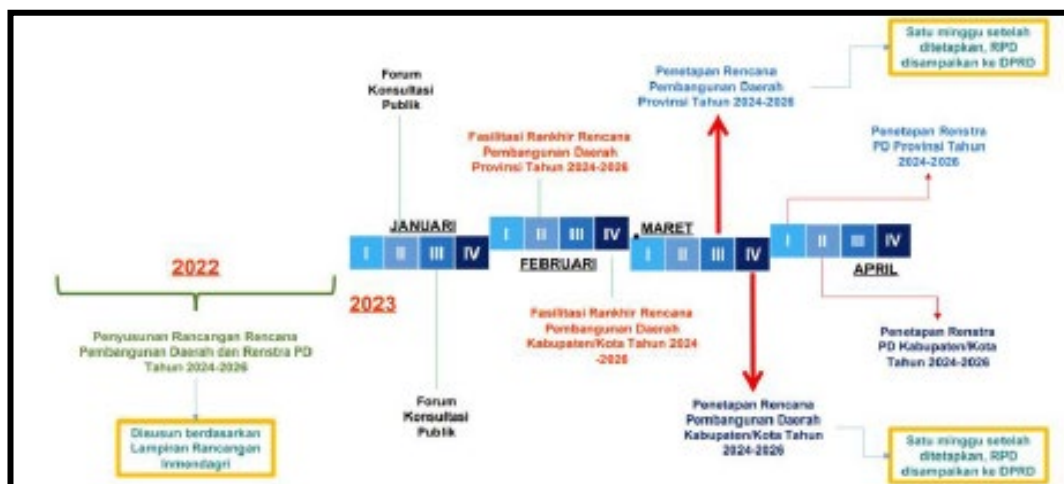 Satu minggu setelah
ditetapkan, RPD
disampaikan ke DPRD
Forum
Konsultasi
Publik
Penetapan Rencana
Pembangunan Daerah
Provinsi Tahun 2024-2026
Fasilitasi Rankhir Rencana
Pembangunan Daerah
Provinsi Tahun 2024-2026
Penetapan Renstra
PD Provinsi Tahun
2024-2026
JANUARI
I II III IV
I II III IV
FEBRUARI
MARET
I II III IV
I II III IV
APRIL
2022
2023
Penyusunan Rancangan Rencana
Pembangunan Daerah dan Renstra PD
Tahun 2024-2026
Disusun berdasarkan
Lampiran Rancangan
Inmendagri
Forum
Konsultasi
Publik
Fasilitasi Rankhir Rencana
Pembangunan Daerah
Kabupaten/Kota Tahun 2024
-2026
Penetapan Rencana
Pembangunan Daerah
Kabupaten/Kota Tahun
2024-2026
Penetapan Renstra
PD Kabupaten/Kota
Tahun 2024-2026
Satu minggu setelah
ditetapkan, RPD
disampaikan ke DPRD